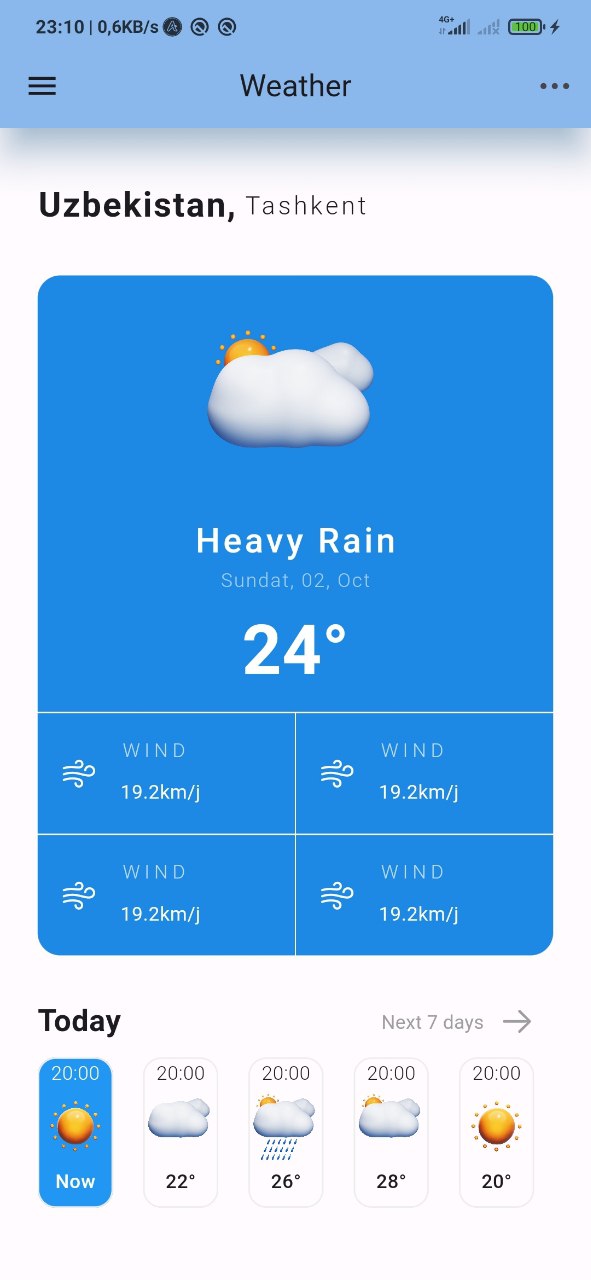 23:10 | 0,6KB/s 4G+ 100
Weather
Uzbekistan, Tashkent
Heavy Rain
Sundat, 02, Oct
24°
WIND WIND
19.2km/j 19.2km/j
WIND WIND
19.2km/j 19.2km/j
Today Next 7 days
20:00 20:00 20:00 20:00 20:00
Now 22° 26° 28° 20°